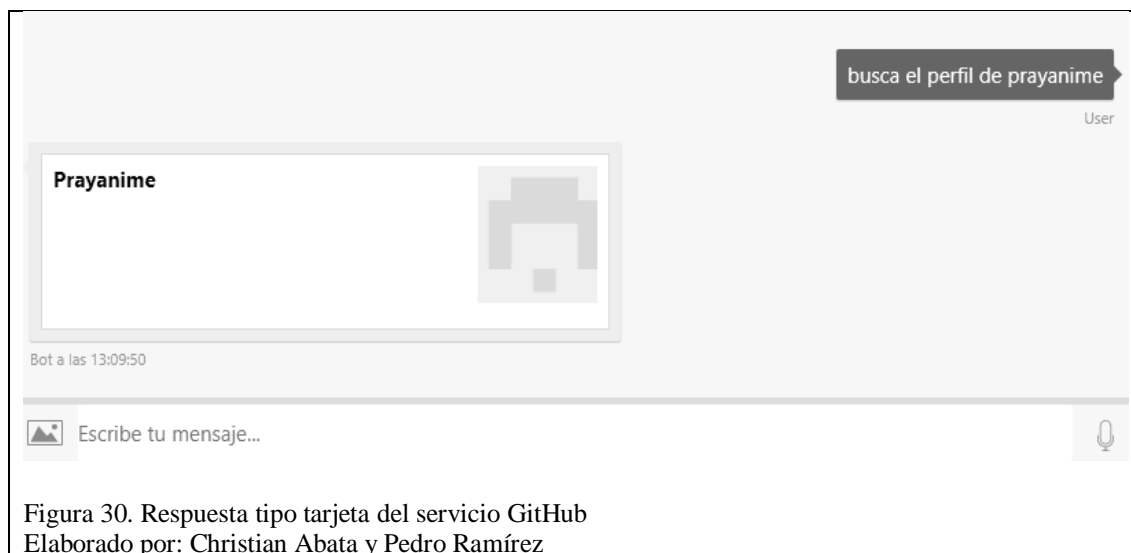 busca el perfil de prayanime
User
Prayanime
Bot a las 13:09:50
Escribe tu mensaje...
Figura 30. Respuesta tipo tarjeta del servicio GitHub
Elaborado por: Christian Abata y Pedro Ramírez